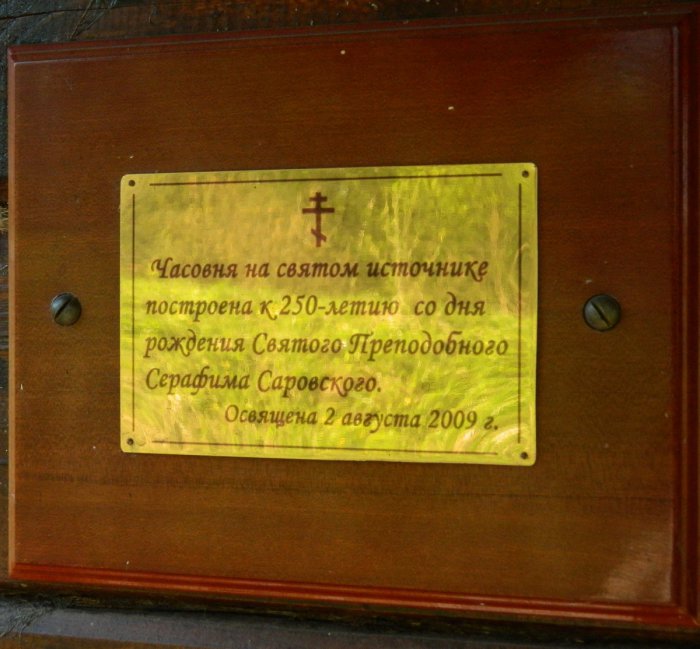 Часовня на святом источнике
построена к 250-летию со дня
рождения Святого Преподобного
Серафима Саровского.
Освящена 2 августа 2009 г.